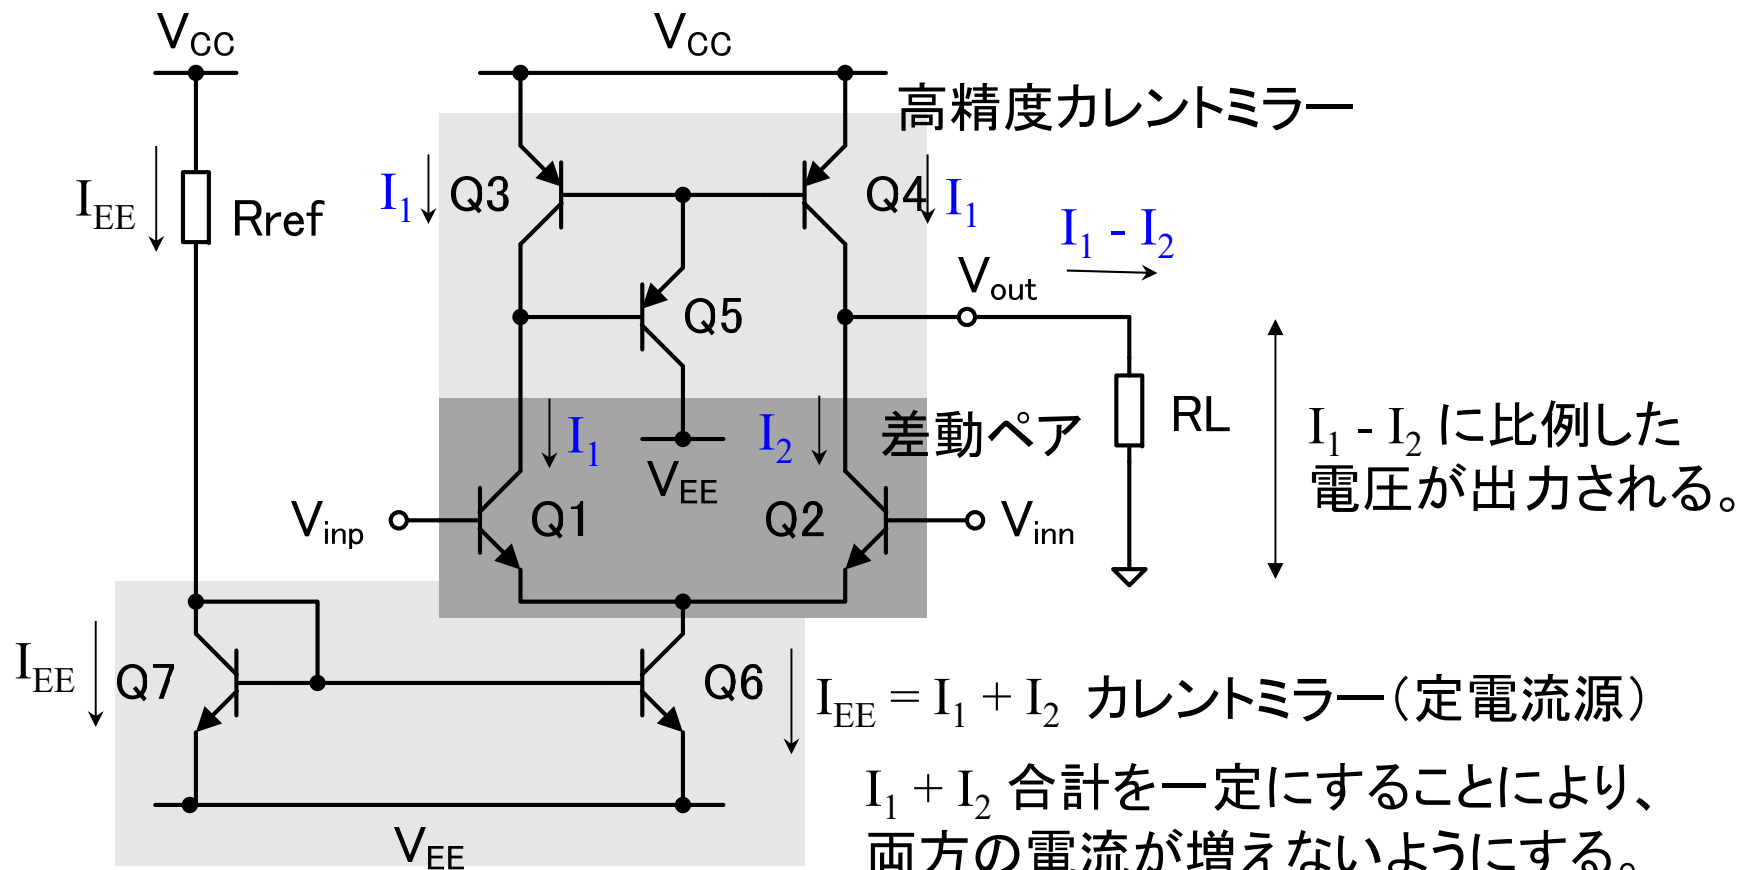 VCC
VCC
高精度カレントミラー
IEE
Rref
I1
Q3
Q4
I1
I1 - I2
Vout
Q5
I1
I2
差動ペア
RL
I1 - I2 に比例した
電圧が出力される。
VEE
Vinp
Q1
Q2
Vinn
IEE
Q7
Q6
IEE = I1 + I2 カレントミラー（定電流源）
I1 + I2 合計を一定にすることにより、
両方の電流が増えないようにする。
VEE